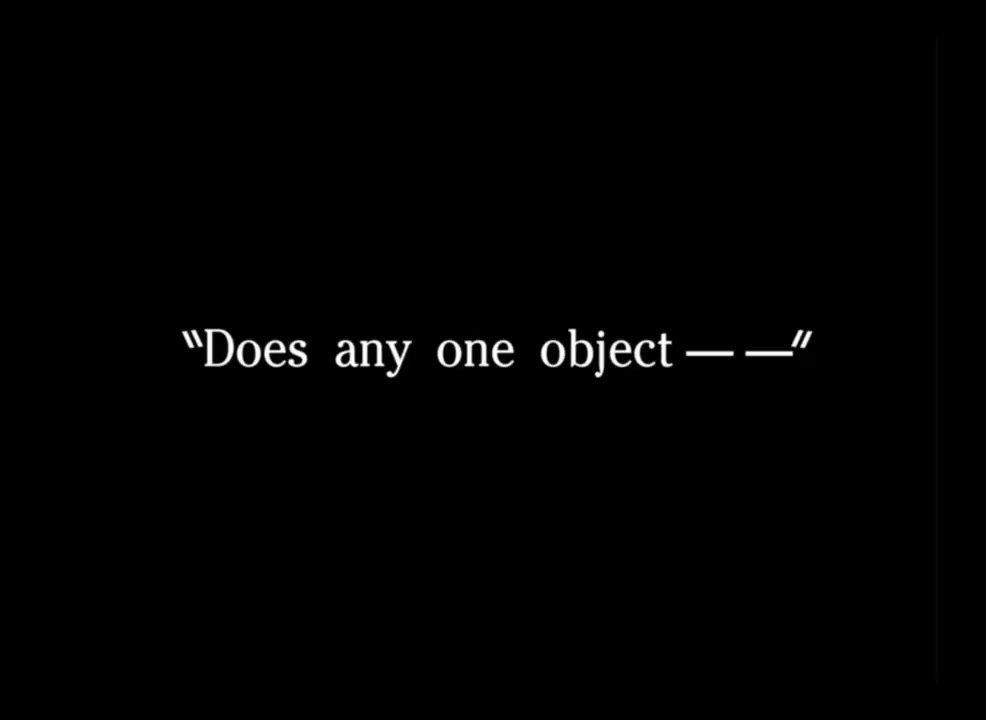 "Does any one object — —"